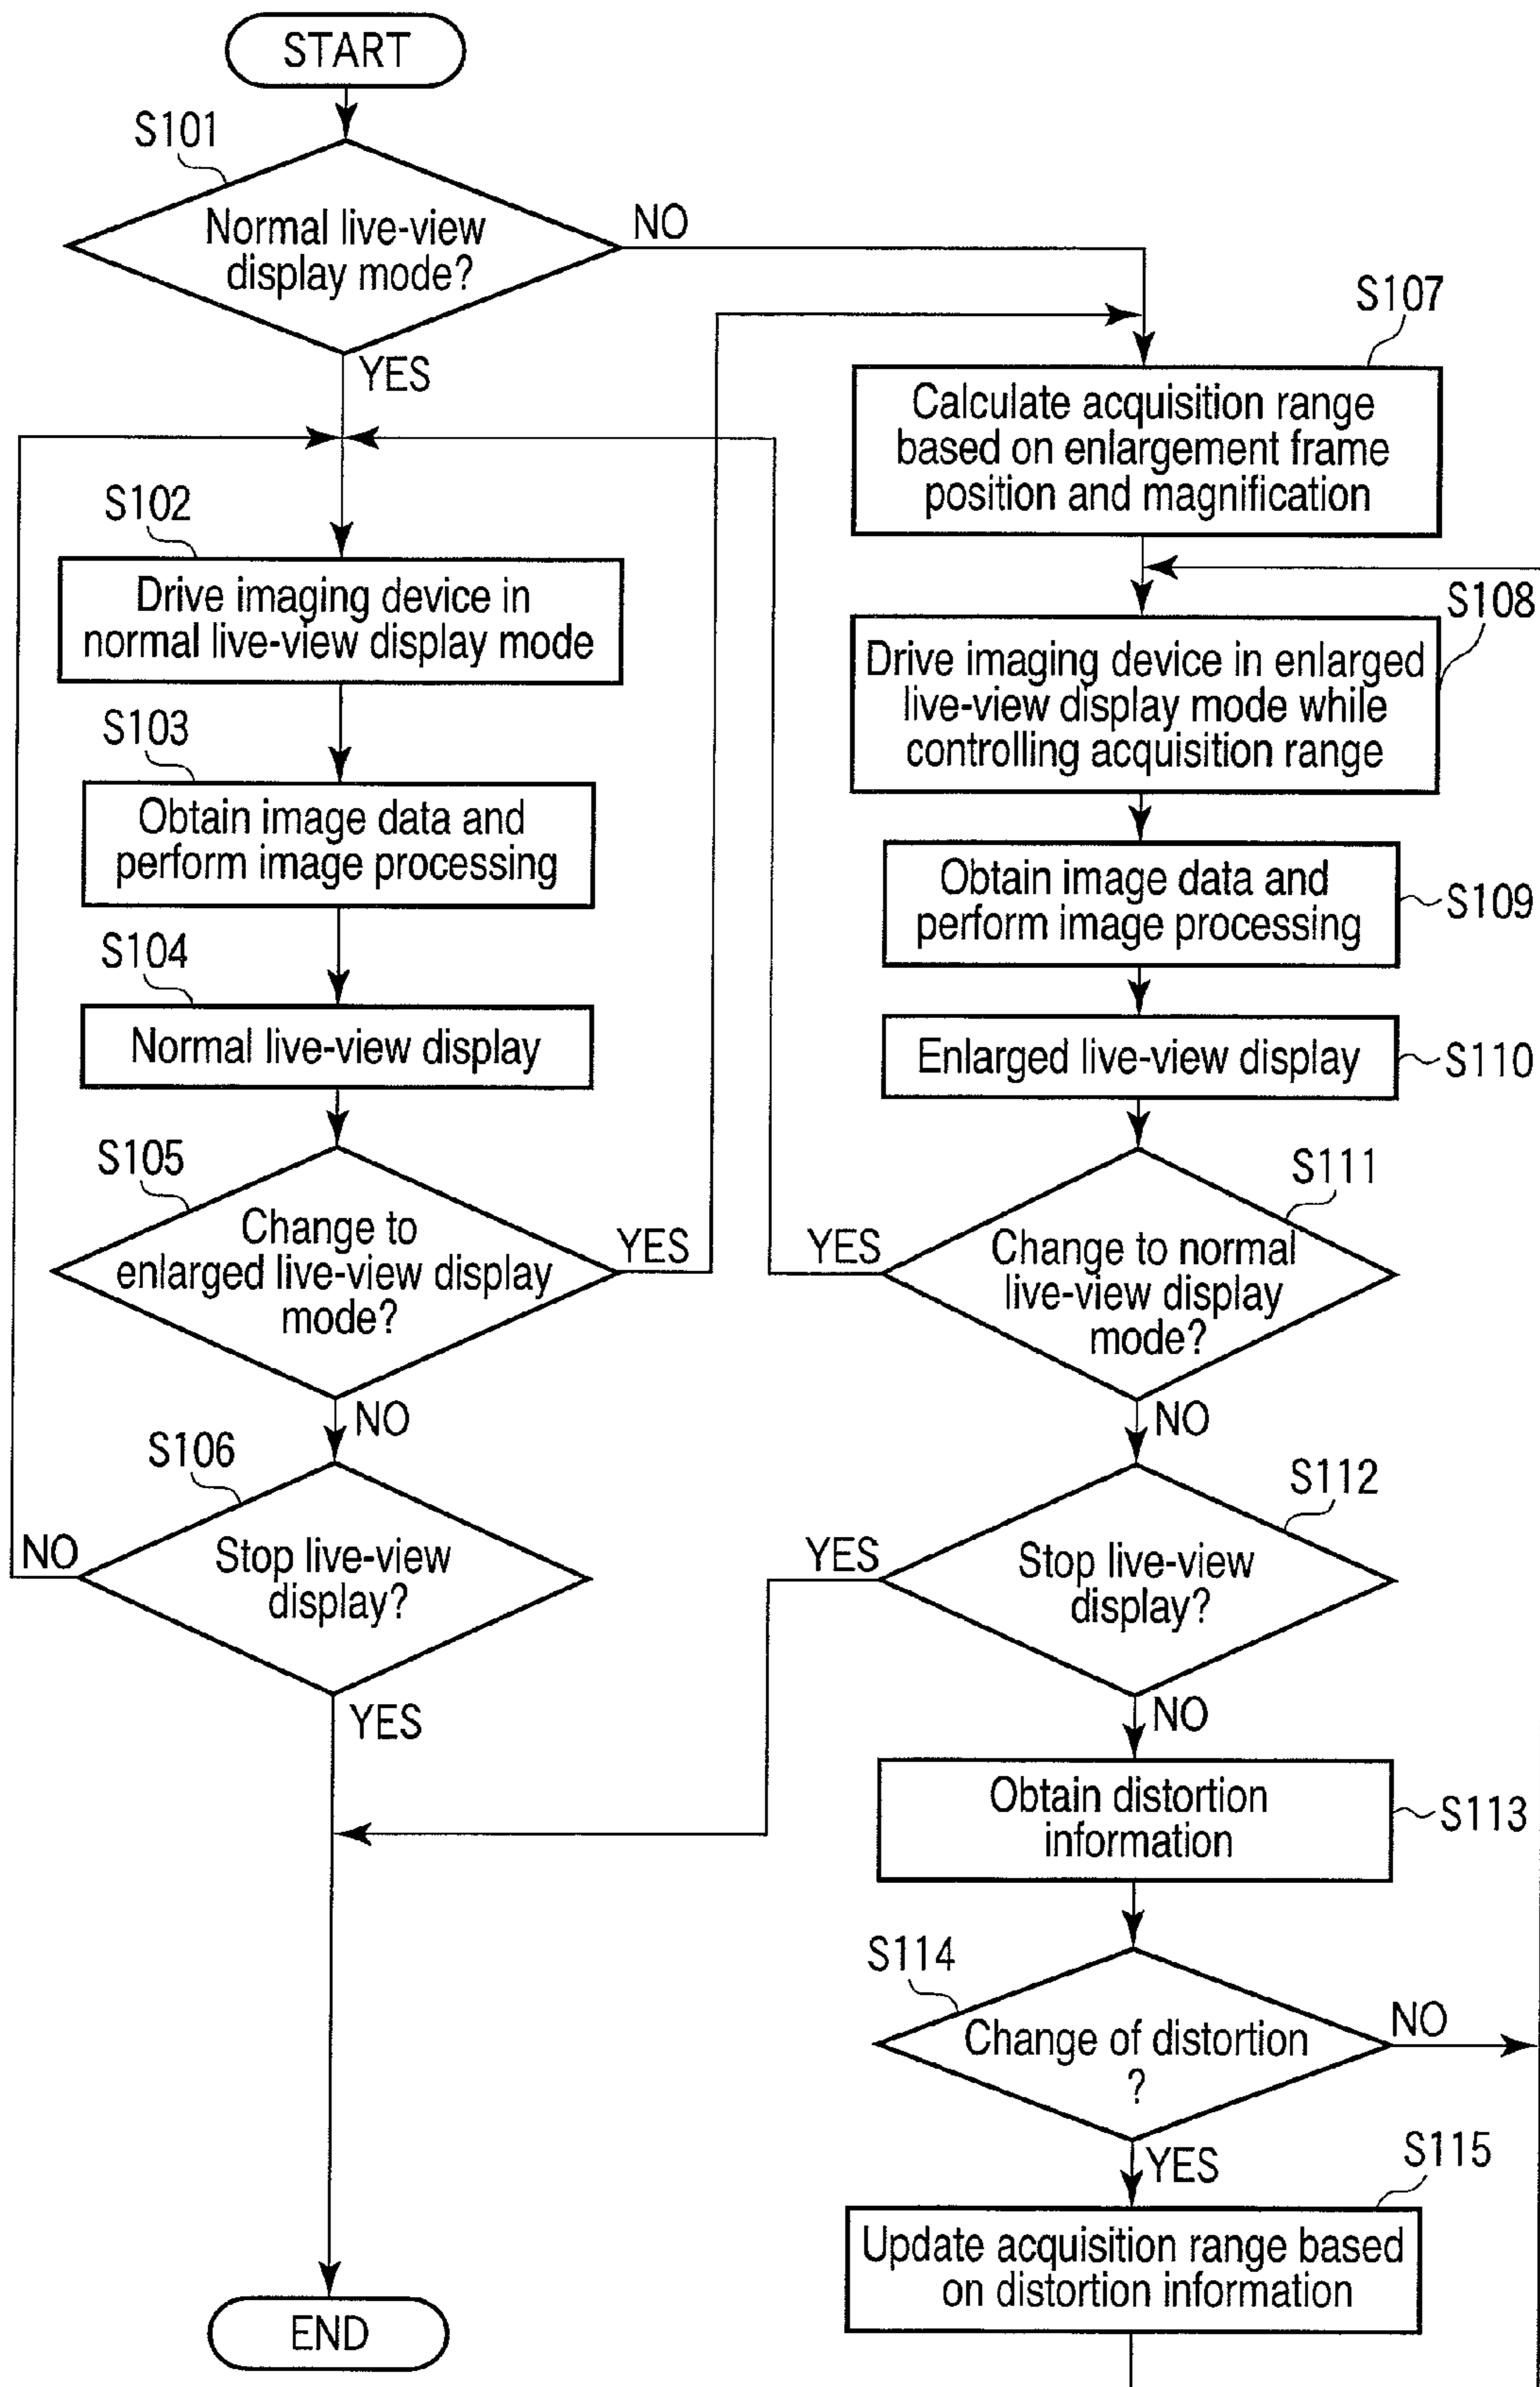 START
S101
Normal live-view
display mode?
NO
YES
S102
Drive imaging device in
normal live-view display mode
S103
Obtain image data and
perform image processing
S104
Normal live-view display
S105
Change to
enlarged live-view display
mode?
YES
NO
S106
Stop live-view
display?
NO
YES
END
S107
Calculate acquisition range
based on enlargement frame
position and magnification
S108
Drive imaging device in enlarged
live-view display mode while
controlling acquisition range
Obtain image data and
perform image processing
S109
Enlarged live-view display
S110
S111
Change to normal
live-view display
mode?
YES
NO
S112
Stop live-view
display?
YES
NO
Obtain distortion
information
S113
S114
Change of distortion
?
NO
YES
S115
Update acquisition range based
on distortion information